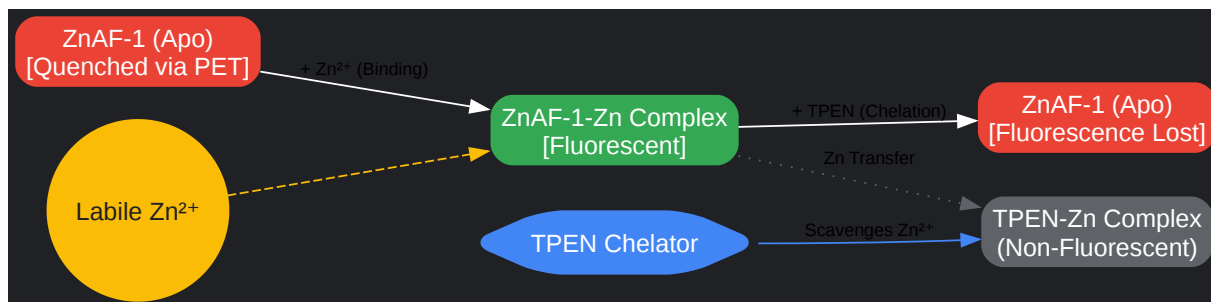 ZnAF-1 (Apo)
[Quenched via PET]
+ Zn²⁺ (Binding)
Labile Zn²⁺
ZnAF-1-Zn Complex
[Fluorescent]
+ TPEN (Chelation)
ZnAF-1 (Apo)
[Fluorescence Lost]
Zn Transfer
TPEN Chelator
Scavenges Zn²⁺
TPEN-Zn Complex
(Non-Fluorescent)